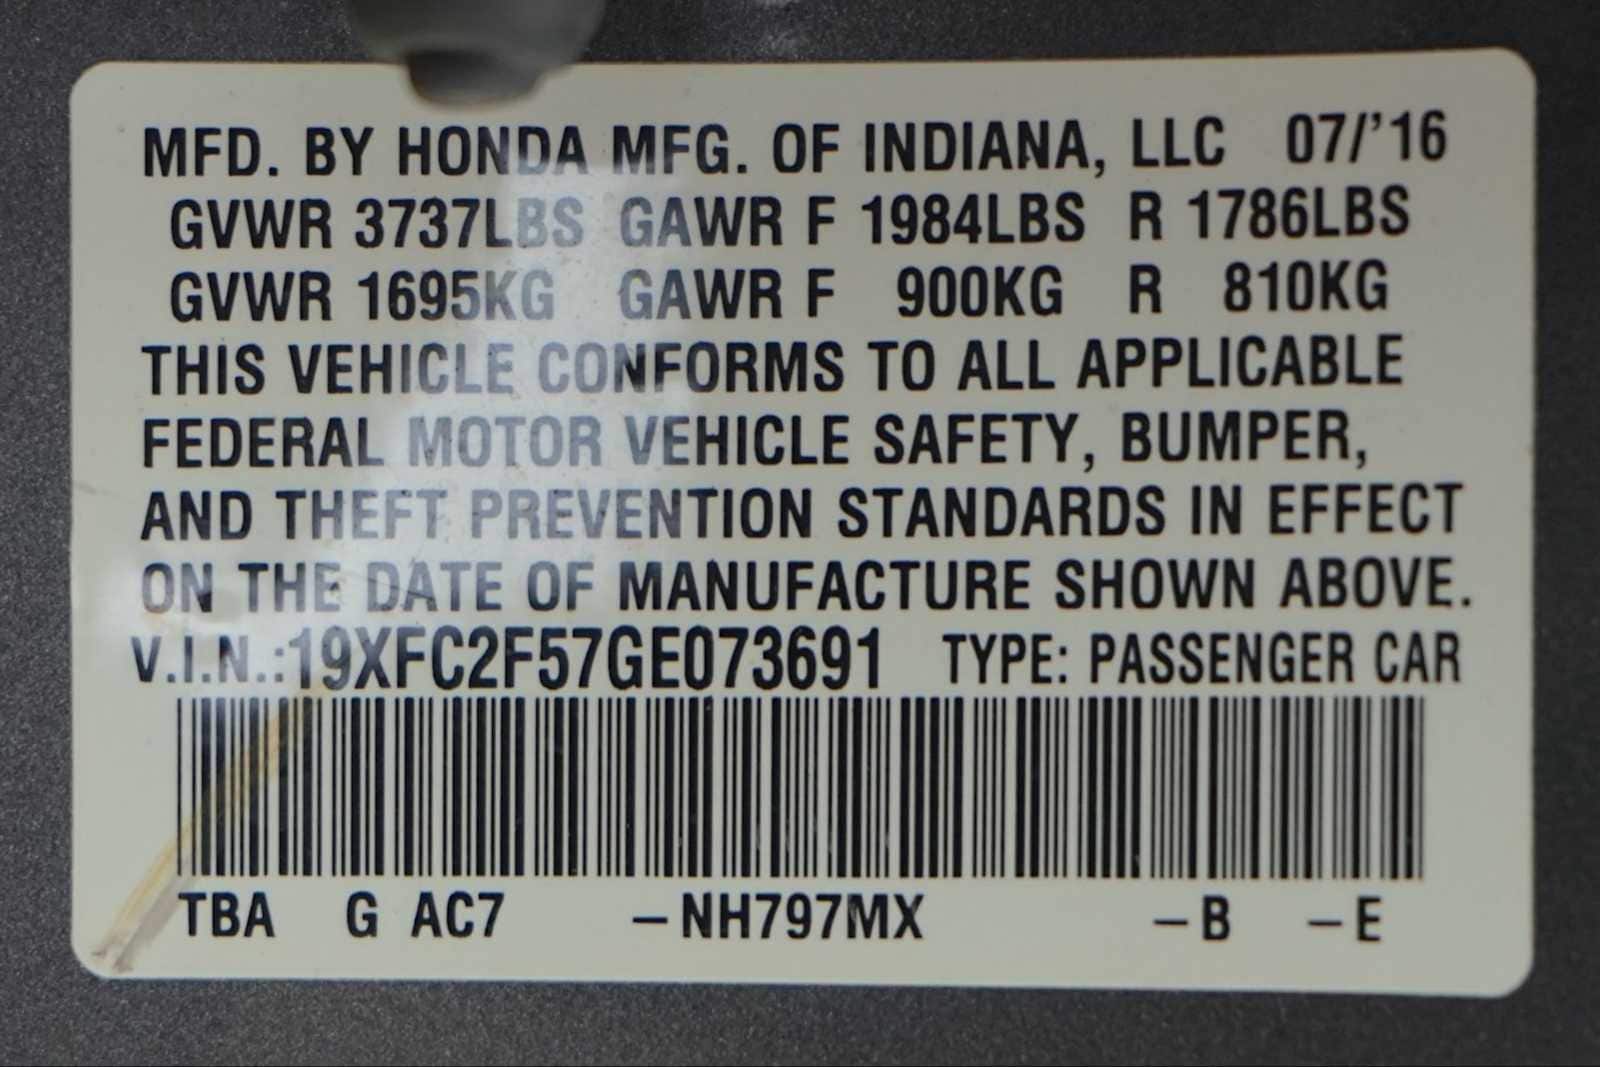 MFD. BY HONDA MFG. OF INDIANA, LLC 07/'16
GVWR 3737LBS GAWR F 1984LBS R 1786LBS
GVWR 1695KG GAWR F 900KG R 810KG
THIS VEHICLE CONFORMS TO ALL APPLICABLE
FEDERAL MOTOR VEHICLE SAFETY, BUMPER,
AND THEFT PREVENTION STANDARDS IN EFFECT
ON THE DATE OF MANUFACTURE SHOWN ABOVE.
V.I.N.:19XFC2F57GE073691 TYPE: PASSENGER CAR
TBA G AC7 –NH797MX –B –E